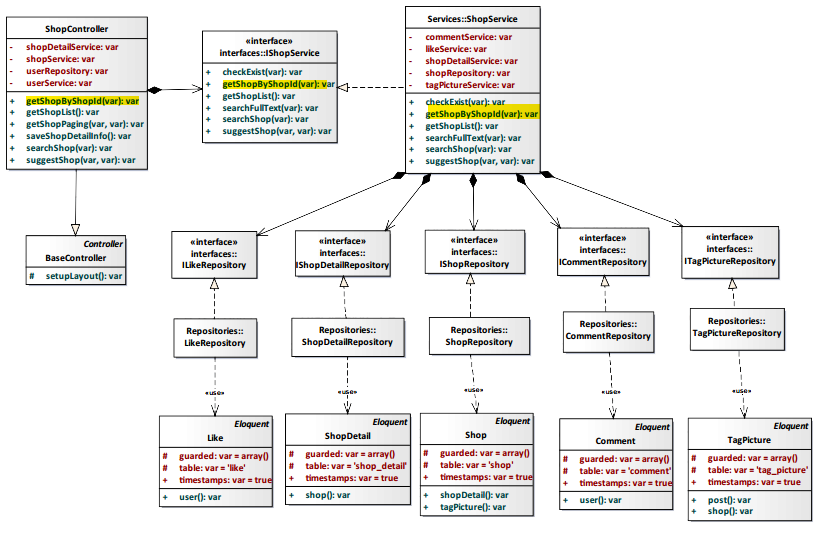 ShopController
- shopDetailService: var
- shopService: var
- userRepository: var
- userService: var
+ getShopByShopId(var): var
+ getShopList(): var
+ getShopPaging(var, var): var
+ saveShopDetailInfo(): var
+ searchShop(var): var
+ suggestShop(var, var): var
«interface»
interfaces::IShopService
+ checkExist(var): var
+ getShopByShopId(var): var
+ getShopList(): var
+ searchFullText(var): var
+ searchShop(var): var
+ suggestShop(var, var): var
Services::ShopService
- commentService: var
- likeService: var
- shopDetailService: var
- shopRepository: var
- tagPictureService: var
+ checkExist(var): var
+ getShopByShopId(var): var
+ getShopList(): var
+ searchFullText(var): var
+ searchShop(var): var
+ suggestShop(var, var): var
Controller
BaseController
# setupLayout(): var
«interface»
interfaces::
ILikeRepository
«interface»
interfaces::
IShopDetailRepository
«interface»
interfaces::
IShopRepository
«interface»
interfaces::
ICommentRepository
«interface»
interfaces::
ITagPictureRepository
Repositories::
LikeRepository
Repositories::
ShopDetailRepository
Repositories::
ShopRepository
Repositories::
CommentRepository
Repositories::
TagPictureRepository
«use»
«use»
«use»
«use»
«use»
Eloquent
Like
# guarded: var = array()
# table: var = 'like'
+ timestamps: var = true
+ user(): var
Eloquent
ShopDetail
# guarded: var = array()
# table: var = 'shop_detail'
+ timestamps: var = true
+ shop(): var
Eloquent
Shop
# guarded: var = array()
# table: var = 'shop'
+ timestamps: var = true
+ shopDetail(): var
+ tagPicture(): var
Eloquent
Comment
# guarded: var = array()
# table: var = 'comment'
+ timestamps: var = true
+ user(): var
Eloquent
TagPicture
# guarded: var = array()
# table: var = 'tag_picture'
+ timestamps: var = true
+ post(): var
+ shop(): var